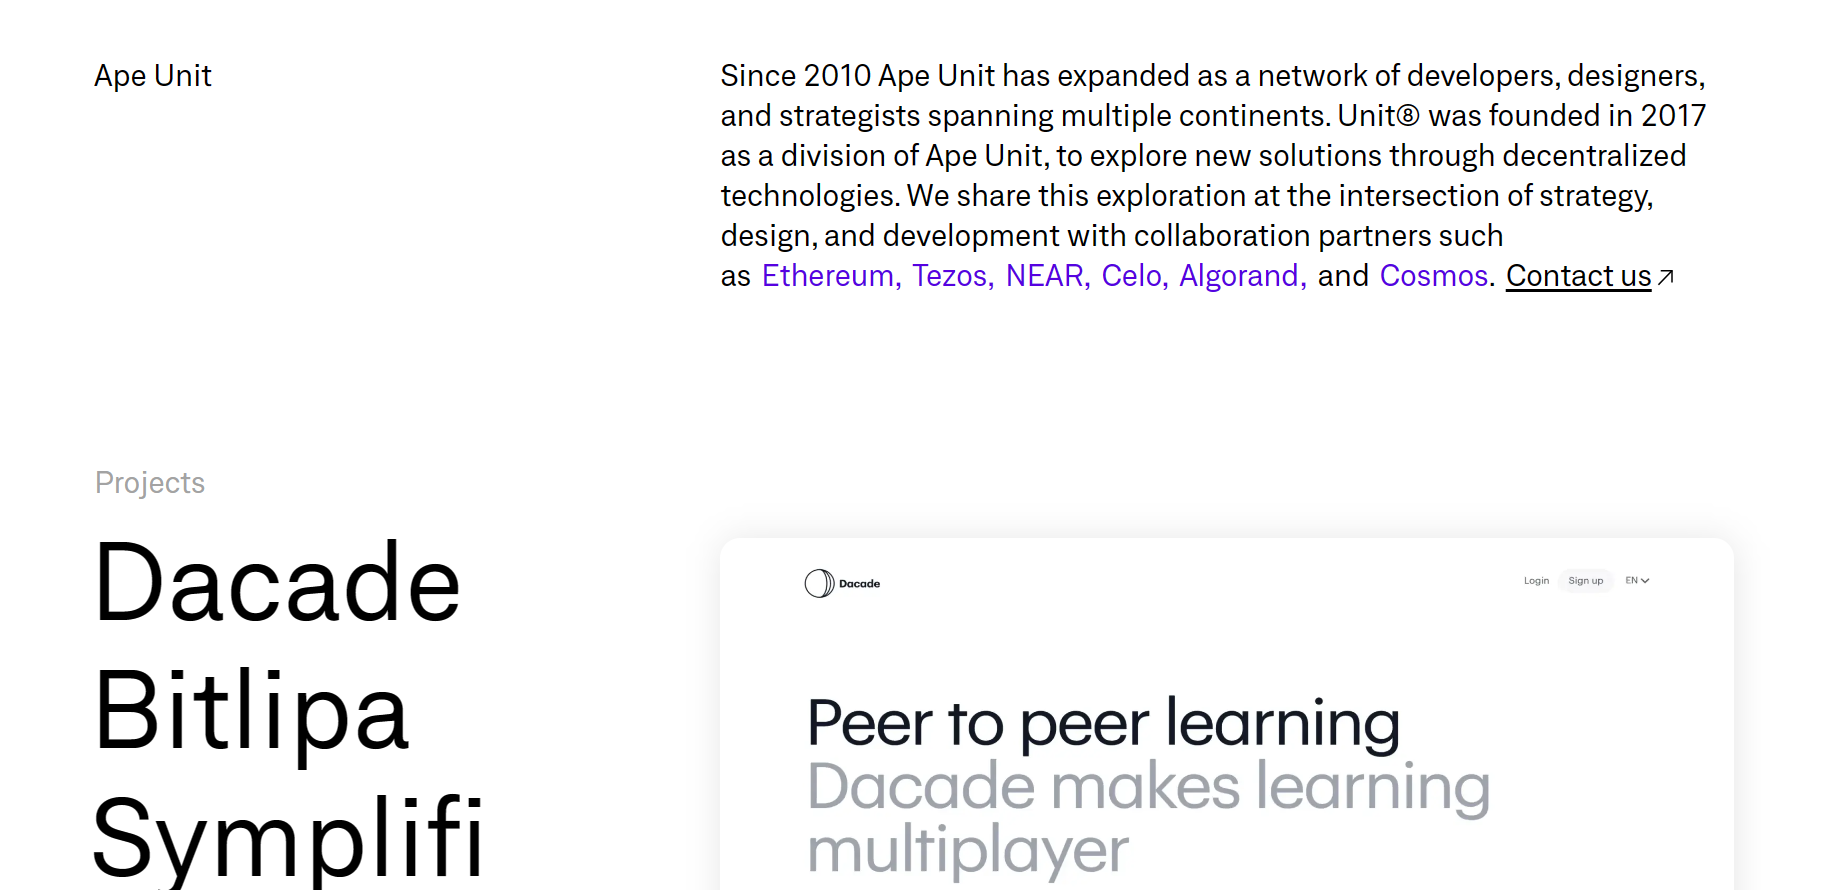 Ape Unit
Since 2010 Ape Unit has expanded as a network of developers, designers,
and strategists spanning multiple continents. Unit⑧ was founded in 2017
as a division of Ape Unit, to explore new solutions through decentralized
technologies. We share this exploration at the intersection of strategy,
design, and development with collaboration partners such
as Ethereum, Tezos, NEAR, Celo, Algorand, and Cosmos. Contact us↗
Projects
Dacade
Bitlipa
Symplifi
Dacade
Login Sign up EN
Peer to peer learning
Dacade makes learning
multiplayer